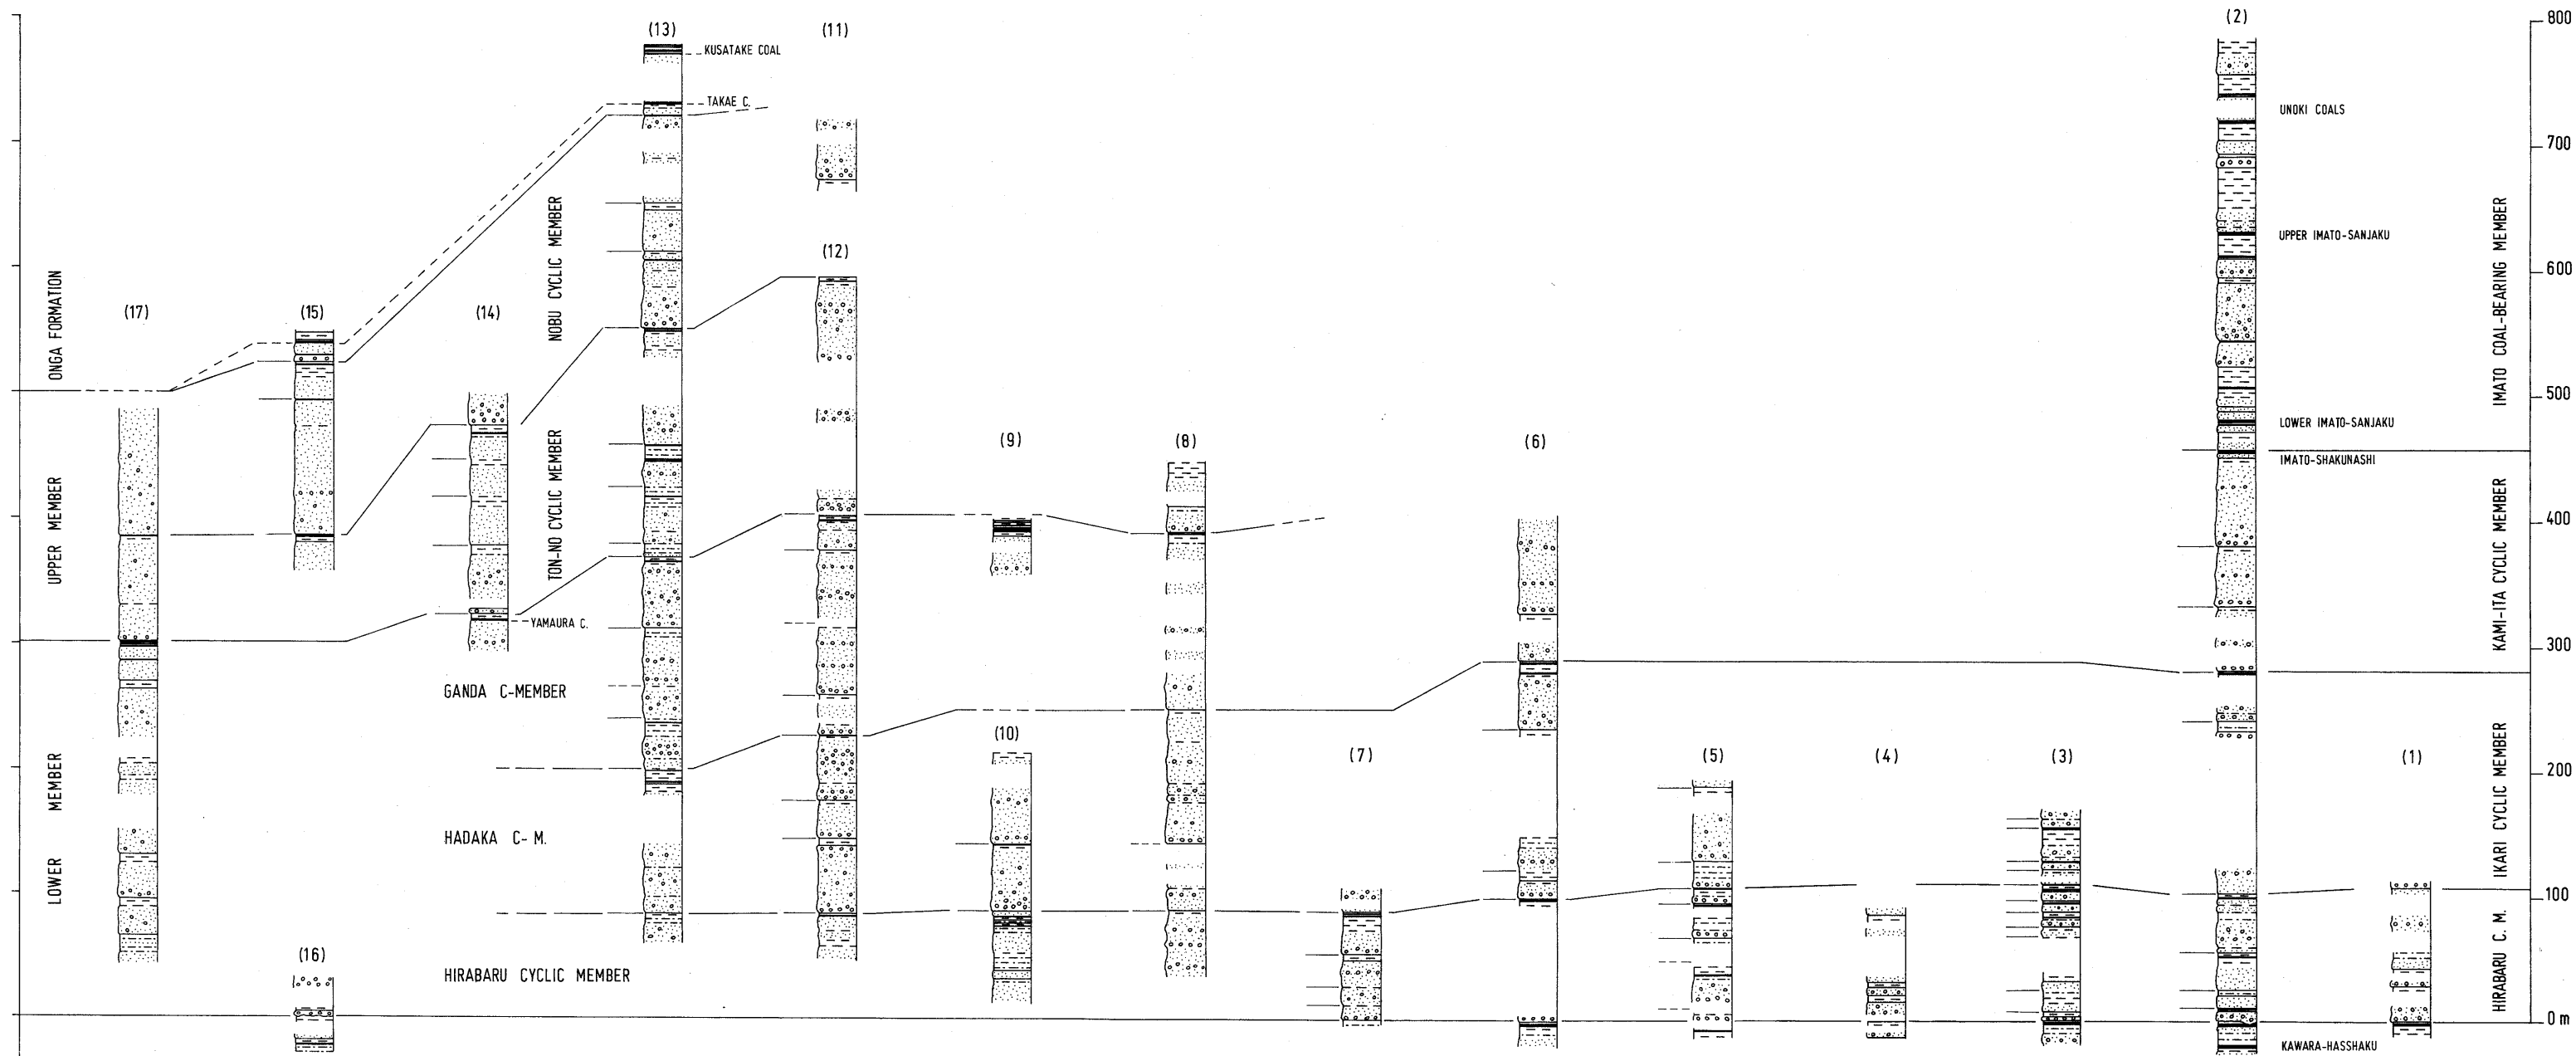 (13)
(11)
(2)
800
KUSATAKE COAL
TAKAE C.
UNOKI COALS
700
NOBU CYCLIC MEMBER
IMATO COAL-BEARING MEMBER
UPPER IMATO-SANJAKU
(12)
600
ONGA FORMATION
(17)
(15)
(14)
500
LOWER IMATO-SANJAKU
IMATO-SHAKUNASHI
(9)
(8)
(6)
TON-NO CYCLIC MEMBER
KAMI-ITA CYCLIC MEMBER
400
UPPER MEMBER
YAMAURA C.
300
GANDA C-MEMBER
(10)
(7)
(5)
(4)
(3)
(1)
200
IKARI CYCLIC MEMBER
LOWER MEMBER
HADAKA C-M.
100
(16)
HIRABARU CYCLIC MEMBER
HIRABARU C. M.
0 m
KAWARA-HASSHAKU